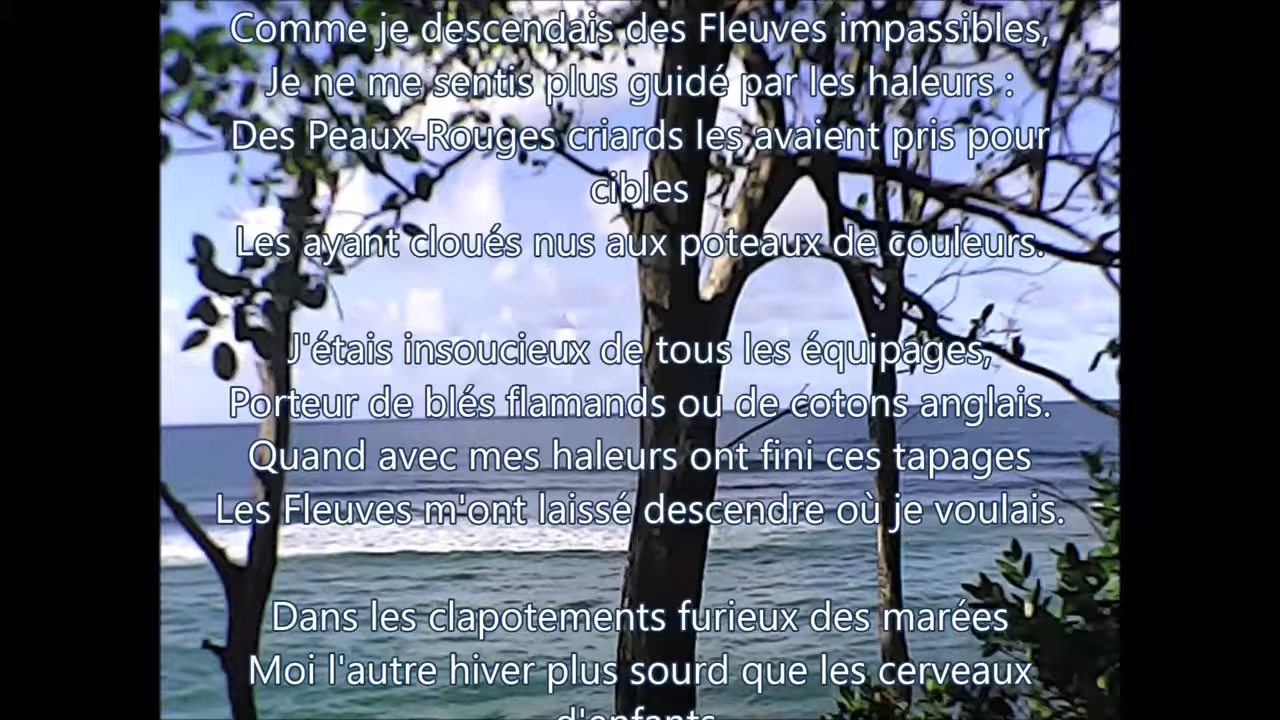 Comme je descendais des Fleuves impassibles,
Je ne me sentis plus guidé par les haleurs :
Des Peaux-Rouges criards les avaient pris pour
cibles
Les ayant cloués nus aux poteaux de couleurs.
J'étais insoucieux de tous les équipages,
Porteur de blés flamands ou de cotons anglais.
Quand avec mes haleurs ont fini ces tapages
Les Fleuves m'ont laissé descendre où je voulais.
Dans les clapotements furieux des marées
Moi l'autre hiver plus sourd que les cerveaux
d'enfants